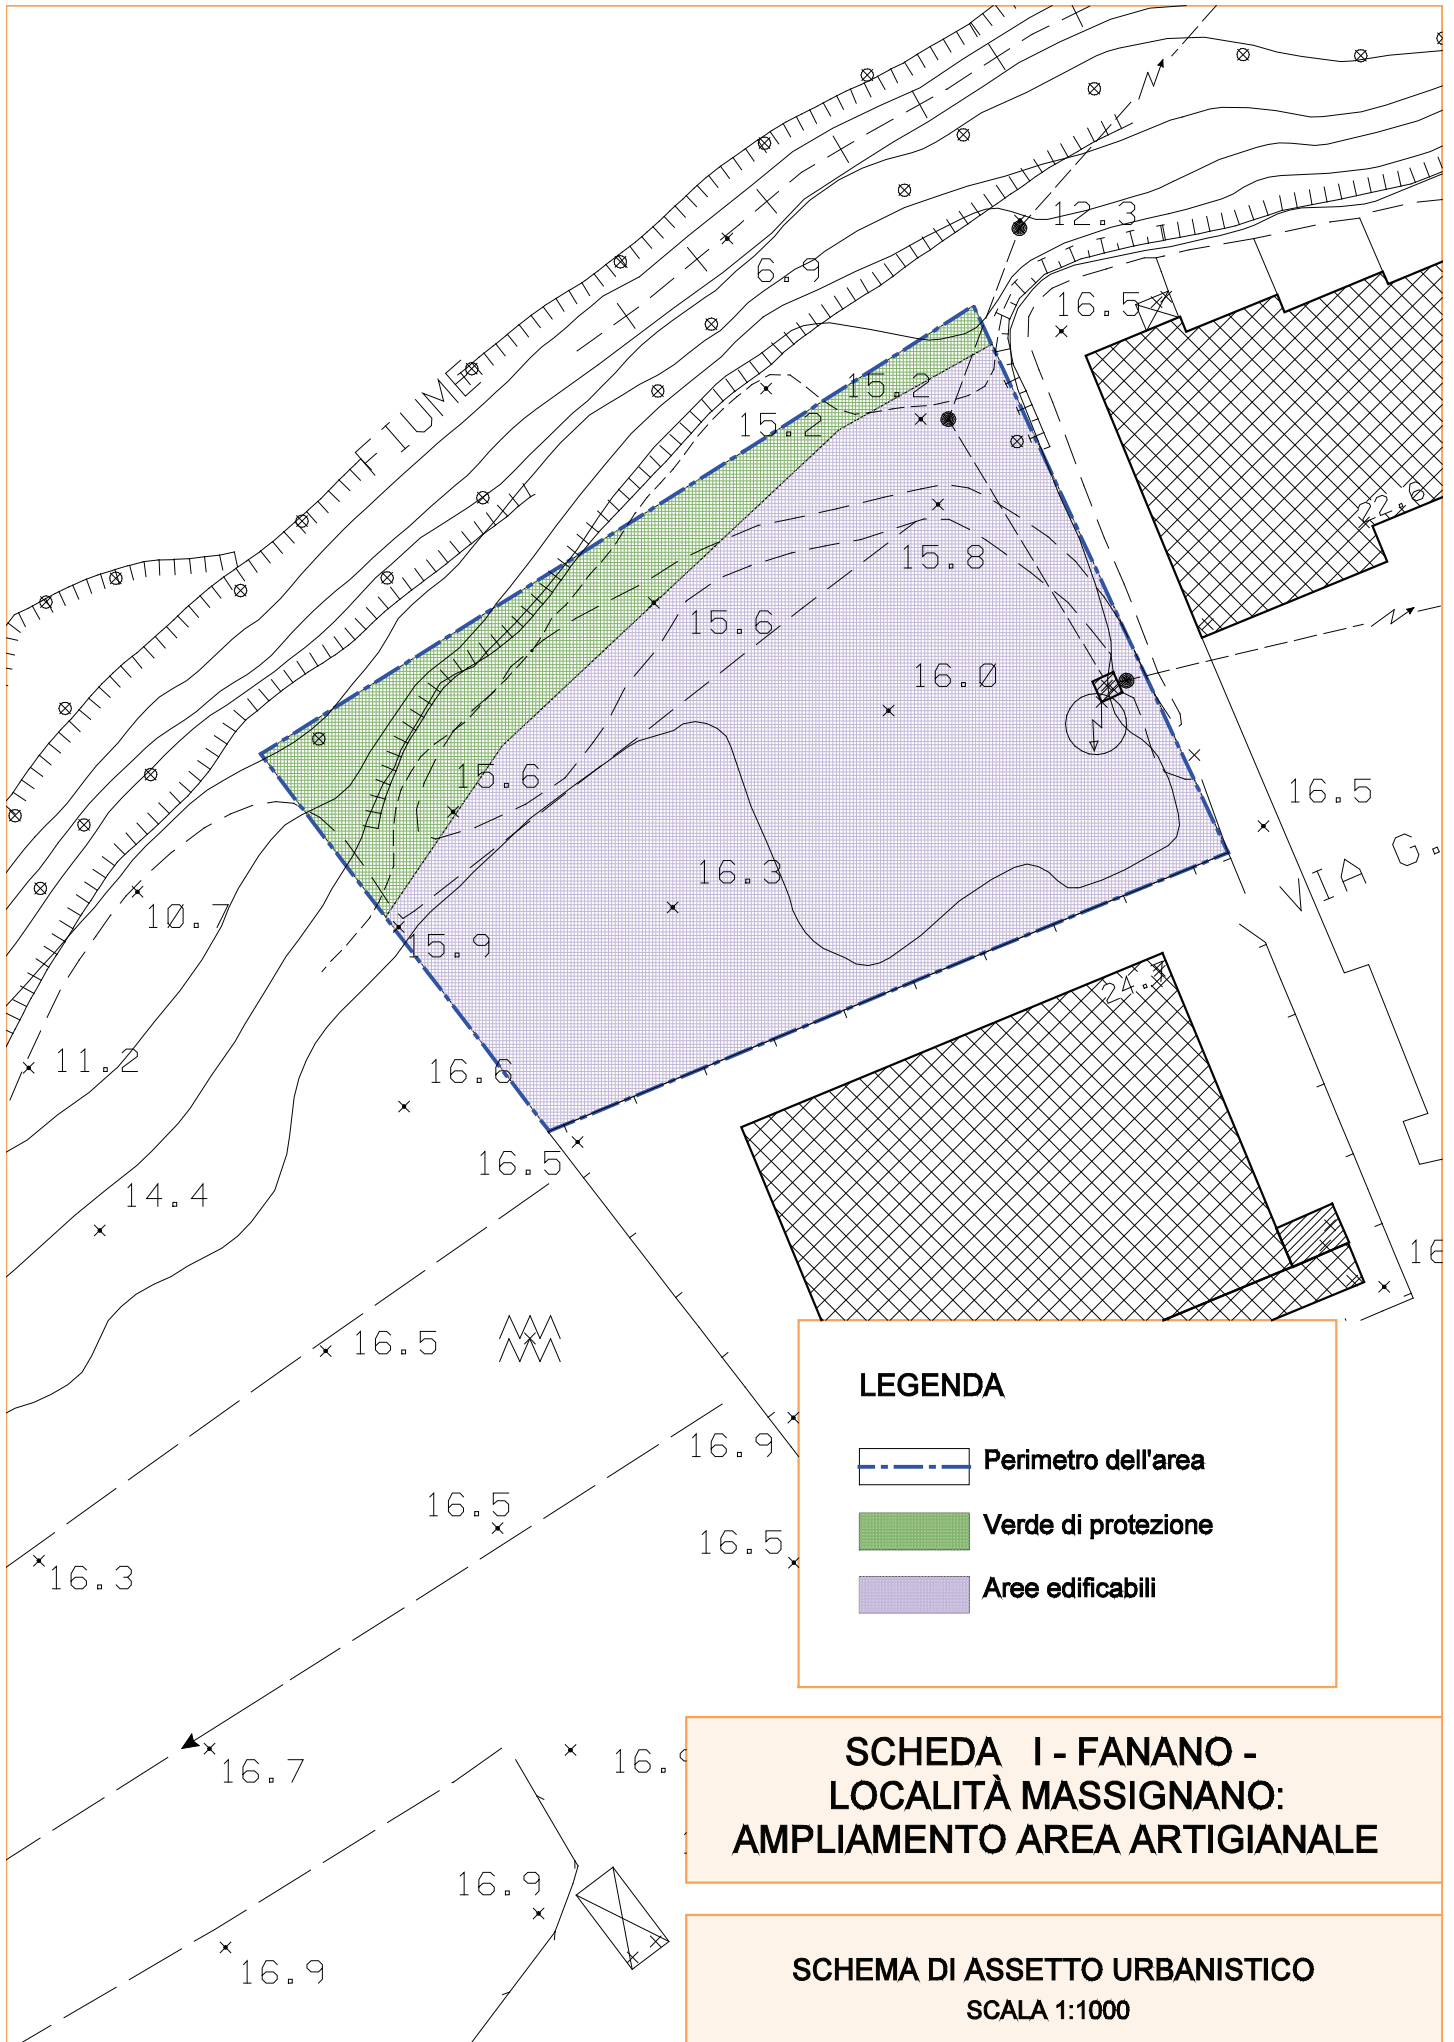 12.3
6.9
16.5
FIUME
15.2
15.2
22.6
15.8
15.6
16.0
15.6
16.5
VIA G.
16.3
10.7
15.9
24.7
11.2
16.6
16.5
14.4
16
16.5
LEGENDA
Perimetro dell'area
16.9
16.5
Verde di protezione
16.5
16.3
Aree edificabili
SCHEDA I - FANANO -
LOCALITÀ MASSIGNANO:
AMPLIAMENTO AREA ARTIGIANALE
16.9
16.7
16.9
16.9
SCHEMA DI ASSETTO URBANISTICO
SCALA 1:1000